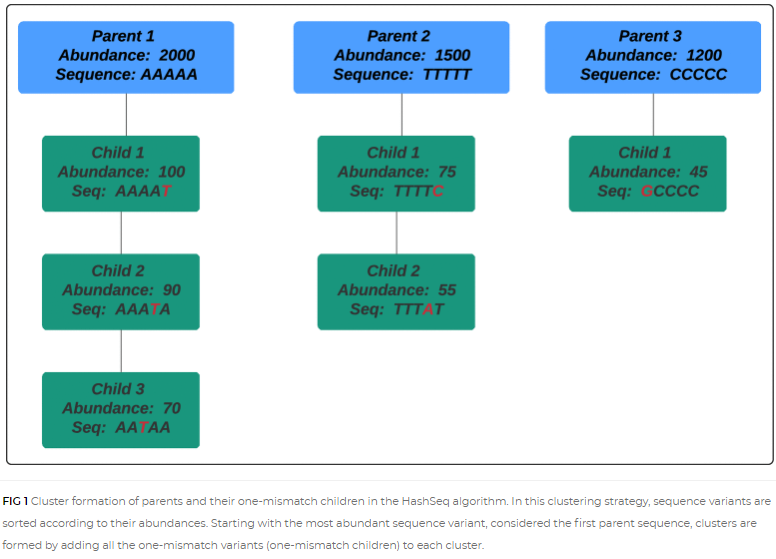 Parent 1
Abundance: 2000
Sequence: AAAAA
Parent 2
Abundance: 1500
Sequence: TTTTT
Parent 3
Abundance: 1200
Sequence: CCCCC
Child 1
Abundance: 100
Seq: AAAAT
Child 1
Abundance: 75
Seq: TTTTC
Child 1
Abundance: 45
Seq: GCCCC
Child 2
Abundance: 90
Seq: AAATA
Child 2
Abundance: 55
Seq: TTTAT
Child 3
Abundance: 70
Seq: AATAA
FIG 1 Cluster formation of parents and their one-mismatch children in the HashSeq algorithm. In this clustering strategy, sequence variants are
sorted according to their abundances. Starting with the most abundant sequence variant, considered the first parent sequence, clusters are
formed by adding all the one-mismatch variants (one-mismatch children) to each cluster.